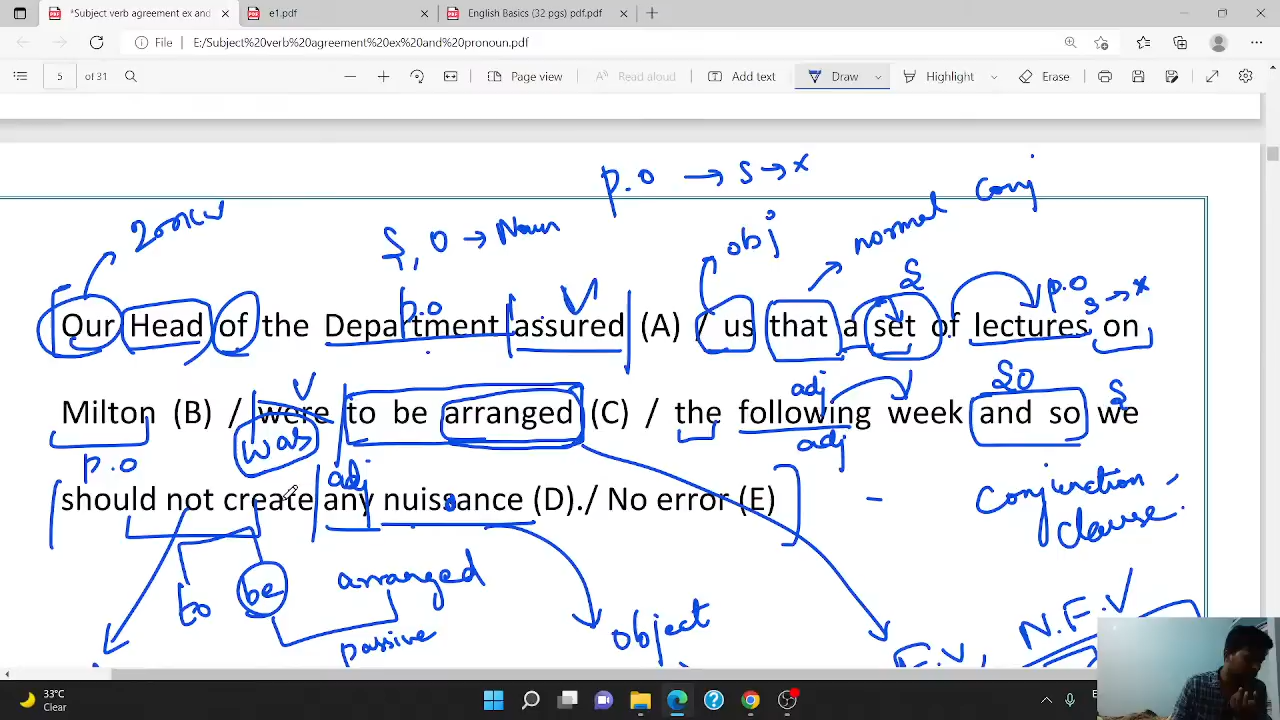 *Subject verb agreement ex and
e1.pdf
English Basics (32 pgs) pdf.pdf
File
E:/Subject%20verb%20agreement%20ex%20and%20pronoun.pdf
5 of 31
Page view
Read aloud
Add text
Draw
Highlight
Erase
p.o → S → x
normal Conj
S, O → Noun
obj
p.o
V
S
p.o
S → x
Our Head of the Department assured (A) / us that a set of lectures on
V
adj
SO
S
Milton (B) / were to be arranged (C) / the following week and so we
was
p.o
adj
adj
should not create any nuissance (D)./ No error (E)
Conjunction
clause
to be arranged
passive
object
F.V, N.F.V
33°C
Clear